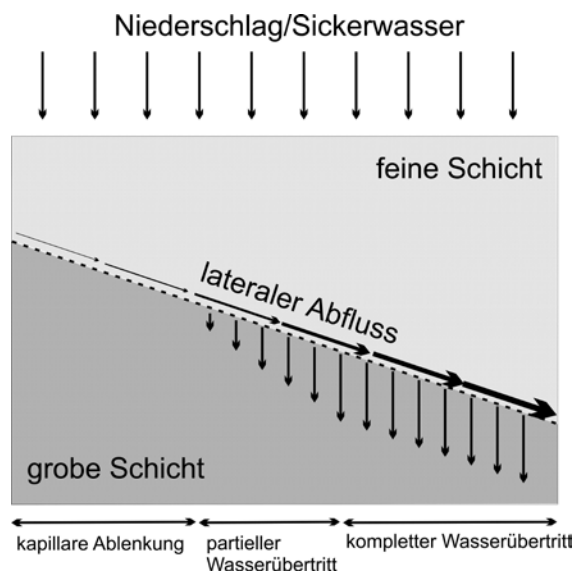 Niederschlag/Sickerwasser
feine Schicht
lateraler Abfluss
grobe Schicht
kapillare Ablenkung
partieller
Wasserübertritt
kompletter Wasserübertritt